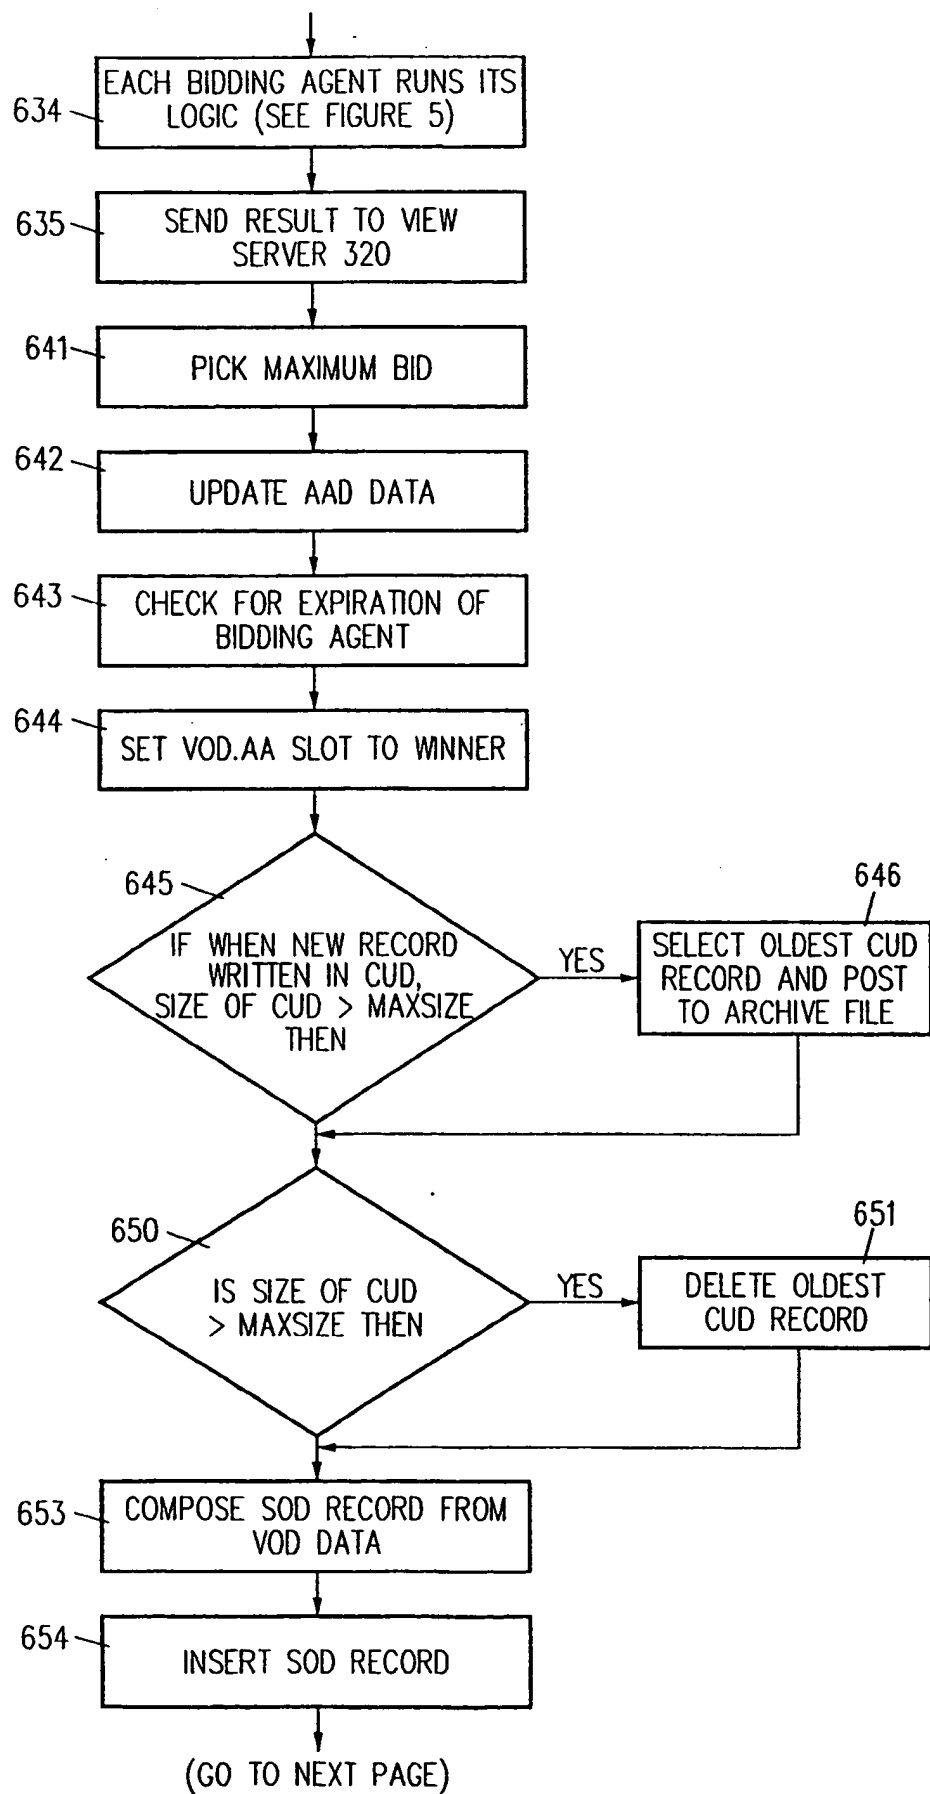 EACH BIDDING AGENT RUNS ITS
LOGIC (SEE FIGURE 5)
634
SEND RESULT TO VIEW
SERVER 320
635
641
PICK MAXIMUM BID
642
UPDATE AAD DATA
643
CHECK FOR EXPIRATION OF
BIDDING AGENT
644
SET VOD.AA SLOT TO WINNER
645
IF WHEN NEW RECORD
WRITTEN IN CUD,
SIZE OF CUD > MAXSIZE
THEN
YES
646
SELECT OLDEST CUD
RECORD AND POST
TO ARCHIVE FILE
650
IS SIZE OF CUD
> MAXSIZE THEN
YES
651
DELETE OLDEST
CUD RECORD
653
COMPOSE SOD RECORD FROM
VOD DATA
654
INSERT SOD RECORD
(GO TO NEXT PAGE)